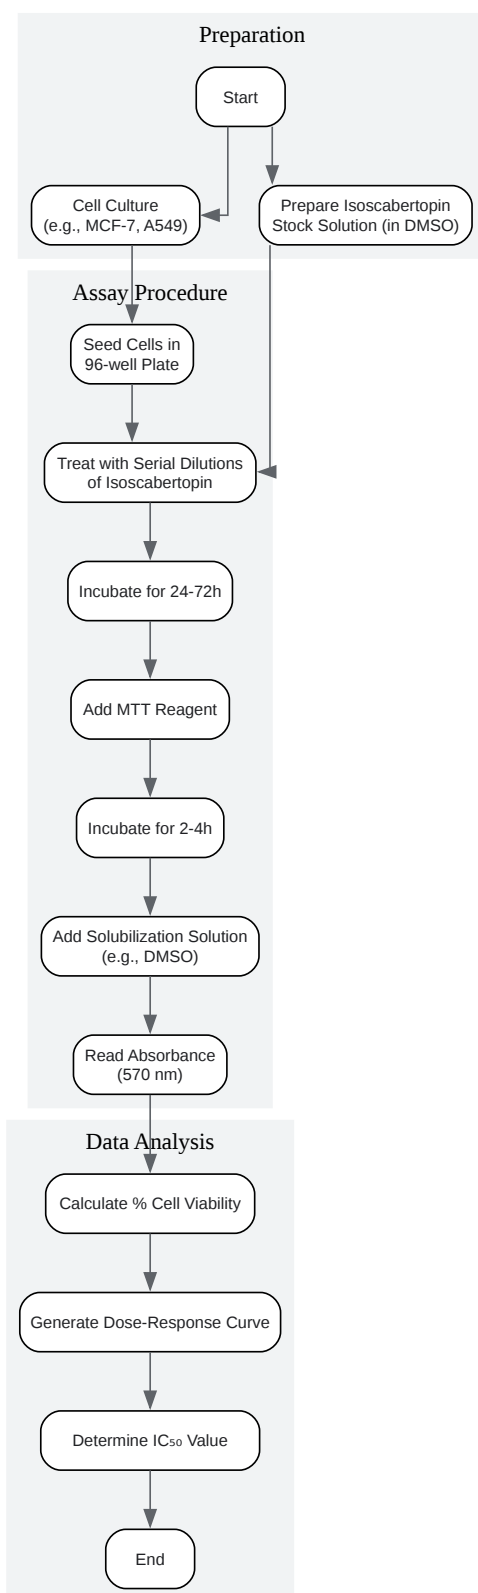 Preparation
Start
Cell Culture
(e.g., MCF-7, A549)
Prepare Isoscabertopin
Stock Solution (in DMSO)
Assay Procedure
Seed Cells in
96-well Plate
Treat with Serial Dilutions
of Isoscabertopin
Incubate for 24-72h
Add MTT Reagent
Incubate for 2-4h
Add Solubilization Solution
(e.g., DMSO)
Read Absorbance
(570 nm)
Data Analysis
Calculate % Cell Viability
Generate Dose-Response Curve
Determine IC₅₀ Value
End